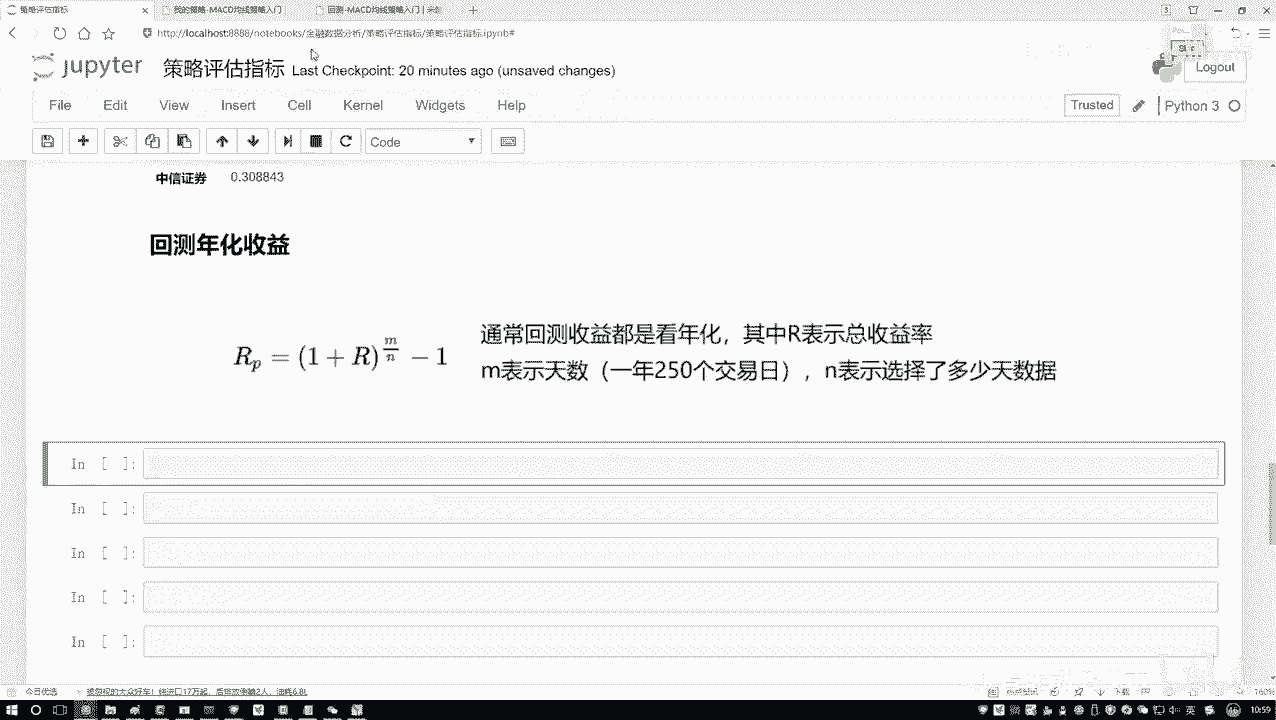 策略评估指标
我的策略-MACD均线策略入门
回测-MACD均线策略入门 | 米筐
http://localhost:8888/notebooks/金融数据分析/策略评估指标/策略评估指标.ipynb#
jupyter 策略评估指标 Last Checkpoint: 20 minutes ago (unsaved changes)
Logout
File Edit View Insert Cell Kernel Widgets Help
Trusted
Python 3
Code
中信证券 0.308843
回测年化收益
R_p = (1 + R)^{m/n} − 1
通常回测收益都是看年化，其中R表示总收益率
m表示天数（一年250个交易日），n表示选择了多少天数据
In [ ]:
In [ ]:
In [ ]:
In [ ]:
In [ ]:
今日优选
160%
英
10:59